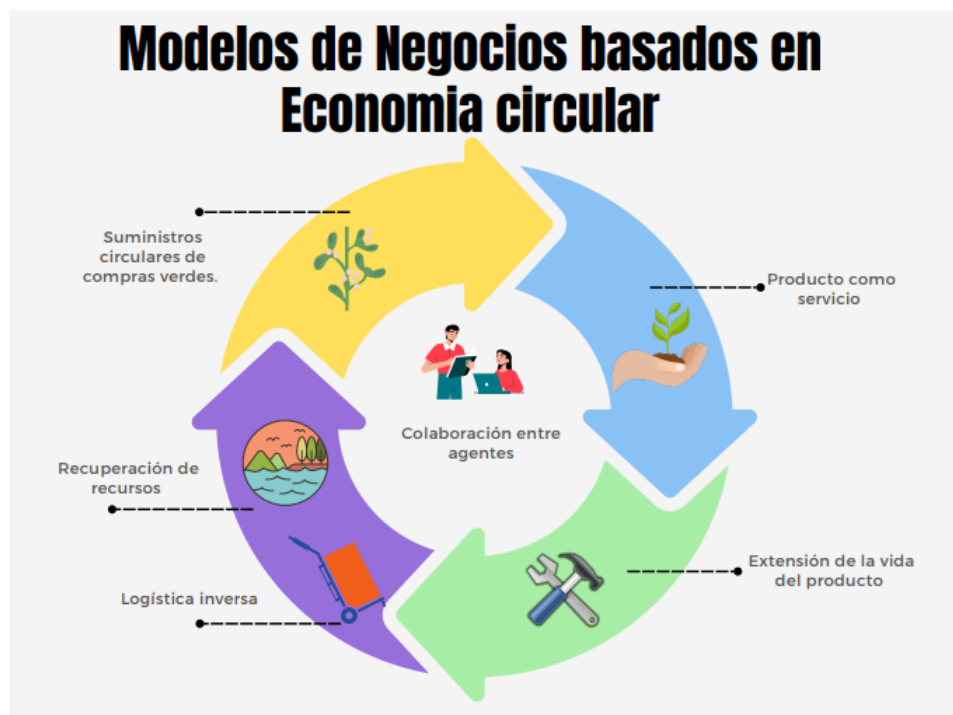 Modelos de Negocios basados en
Economia circular
Suministros
circulares de
compras verdes.
Producto como
servicio
Colaboración entre
agentes
Recuperación de
recursos
Extensión de la vida
del producto
Logística inversa